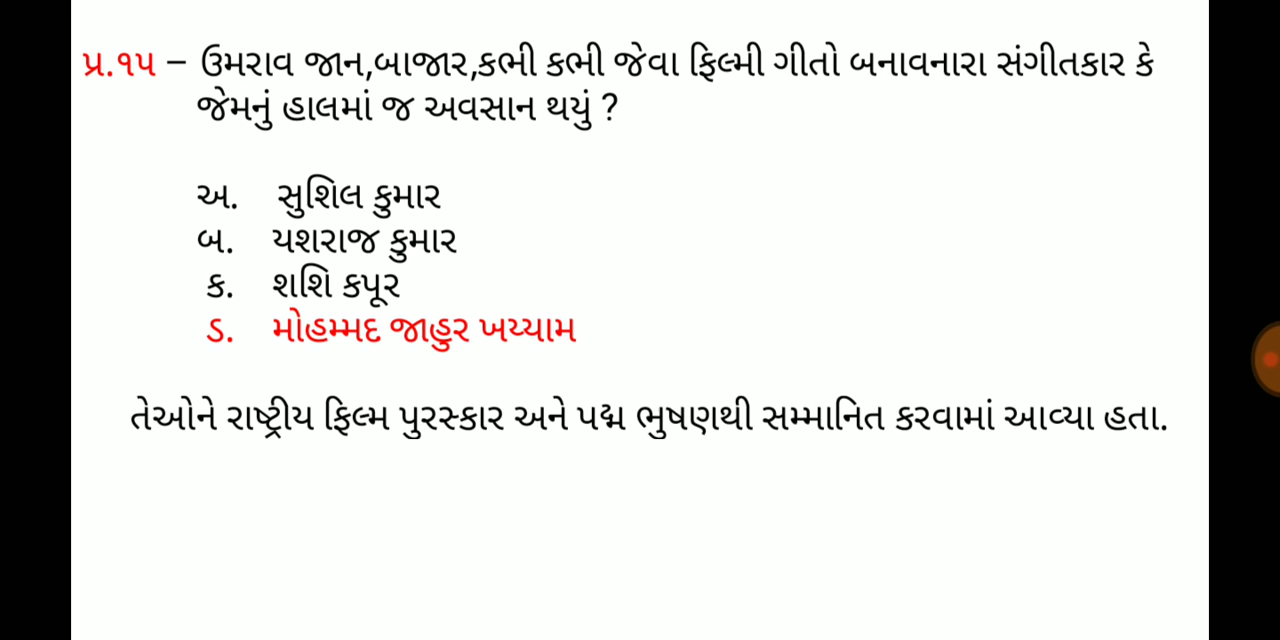 પ્ર.૧૫ – ઉમરાવ જાન,બાજાર,કભી કભી જેવા ફિલ્મી ગીતો બનાવનારા સંગીતકાર કે
જેમનું હાલમાં જ અવસાન થયું ?
અ. સુશિલ કુમાર
બ. યશરાજ કુમાર
ક. શશિ કપૂર
ડ. મોહમ્મદ જાહુર ખય્યામ
તેઓને રાષ્ટ્રીય ફિલ્મ પુરસ્કાર અને પદ્મ ભુષણથી સમ્માનિત કરવામાં આવ્યા હતા.